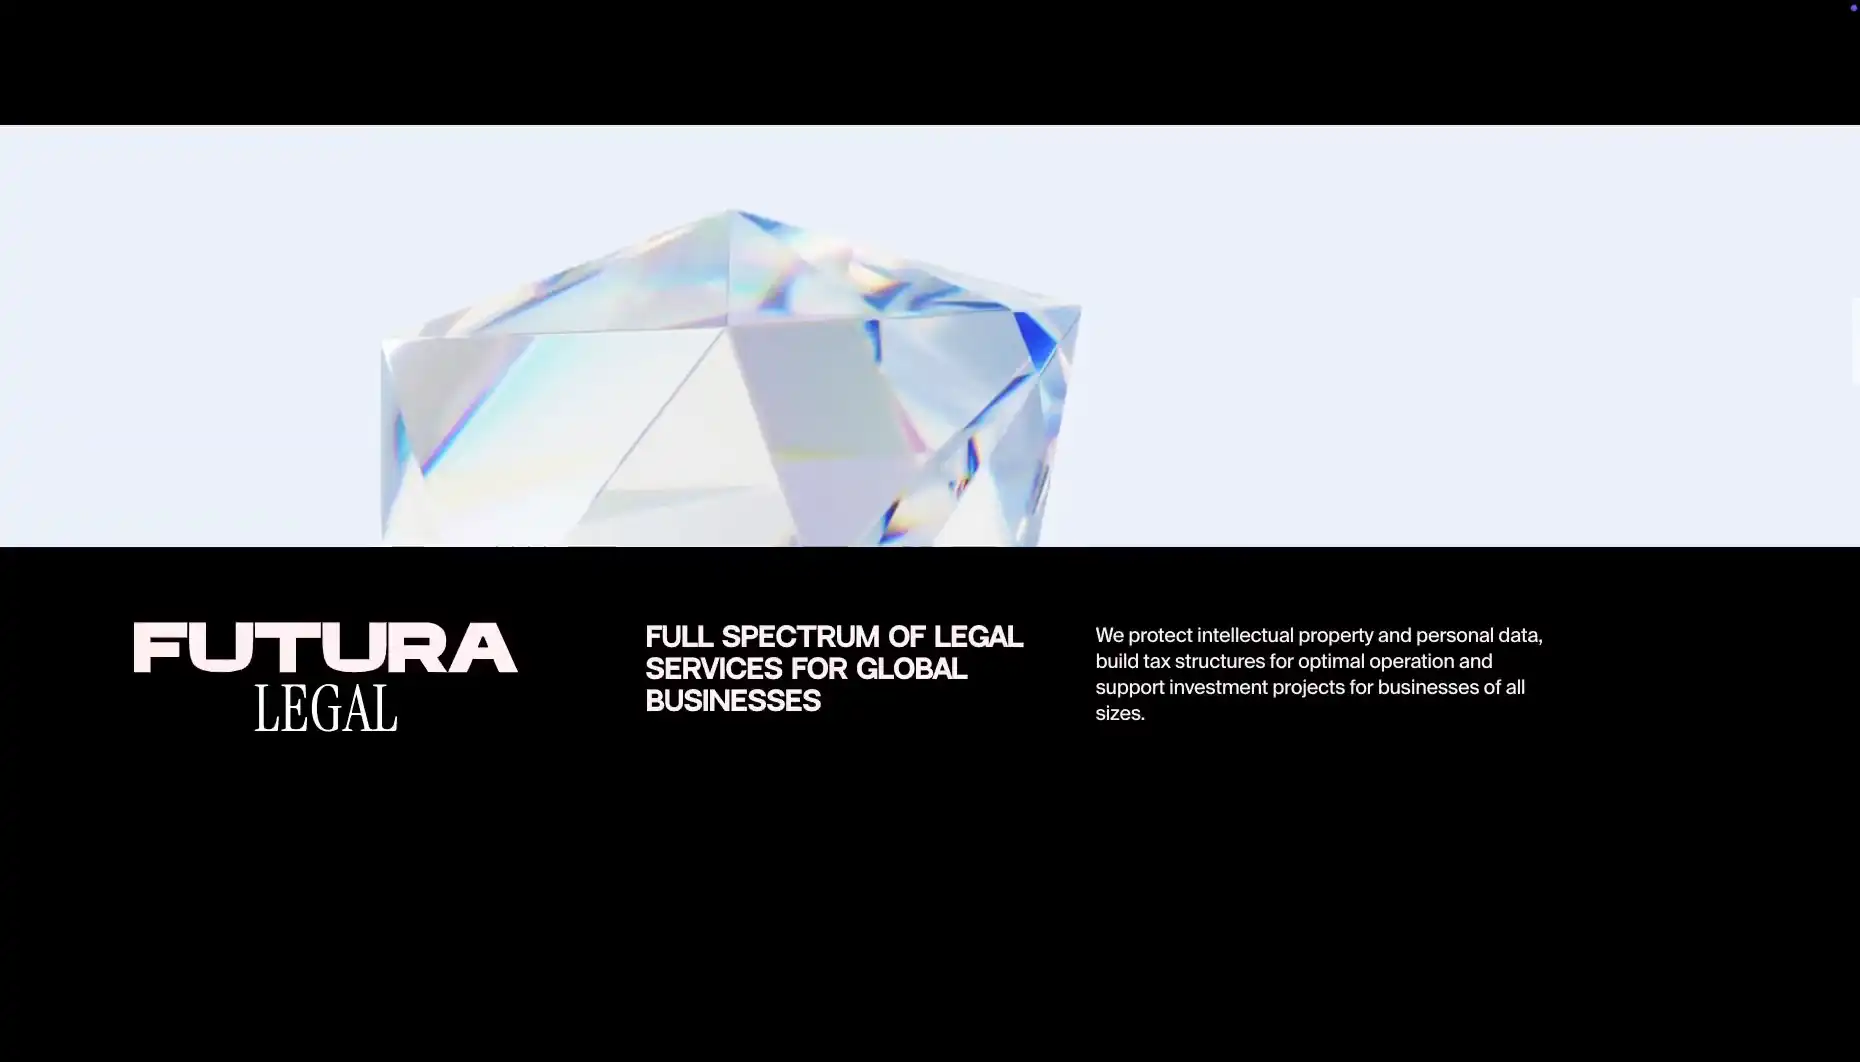 FUTURA
LEGAL
FULL SPECTRUM OF LEGAL
SERVICES FOR GLOBAL
BUSINESSES
We protect intellectual property and personal data,
build tax structures for optimal operation and
support investment projects for businesses of all
sizes.